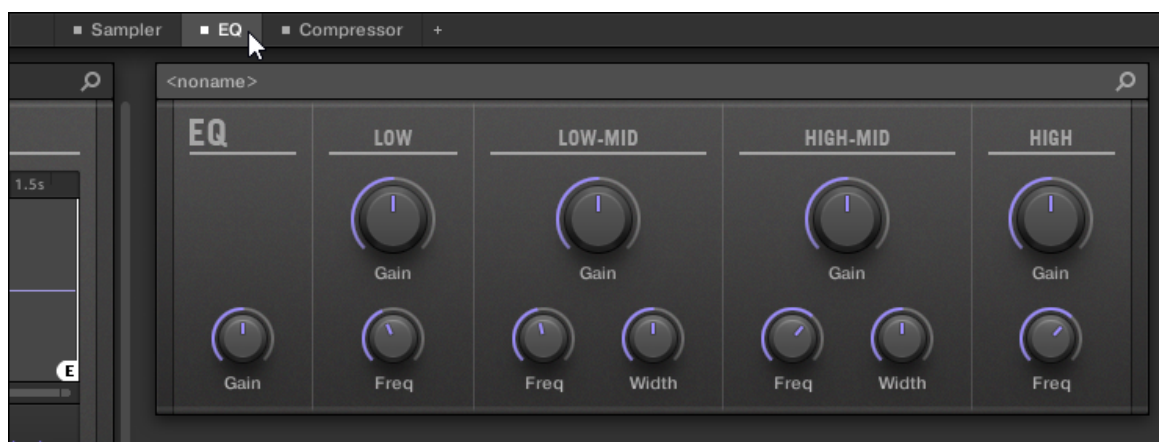 Sampler EQ Compressor +
<noname>
EQ LOW LOW-MID HIGH-MID HIGH
1.5s
Gain Gain Gain Gain
E
Gain Freq Freq Width Freq Width Freq